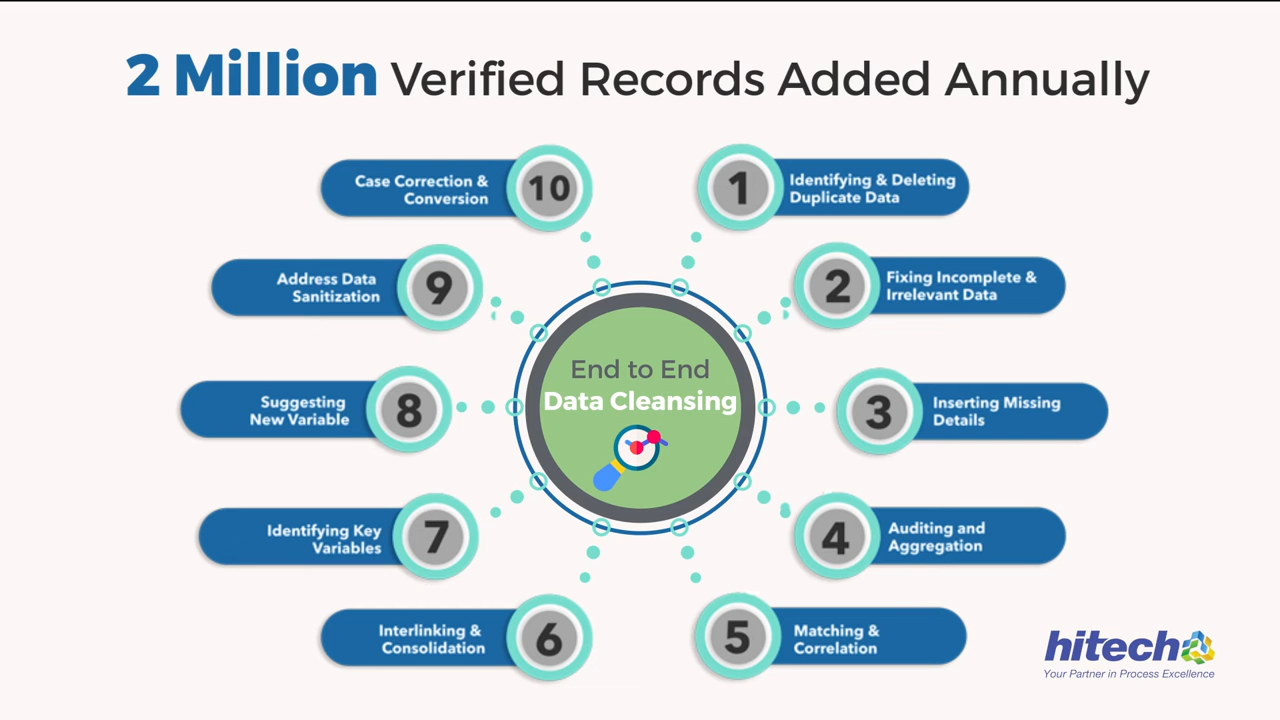 2 Million Verified Records Added Annually
10
Case Correction &
Conversion
1
Identifying & Deleting
Duplicate Data
9
Address Data
Sanitization
2
Fixing Incomplete &
Irrelevant Data
End to End
Data Cleansing
8
Suggesting
New Variable
3
Inserting Missing
Details
7
Identifying Key
Variables
4
Auditing and
Aggregation
6
Interlinking &
Consolidation
5
Matching &
Correlation
hitech
Your Partner in Process Excellence